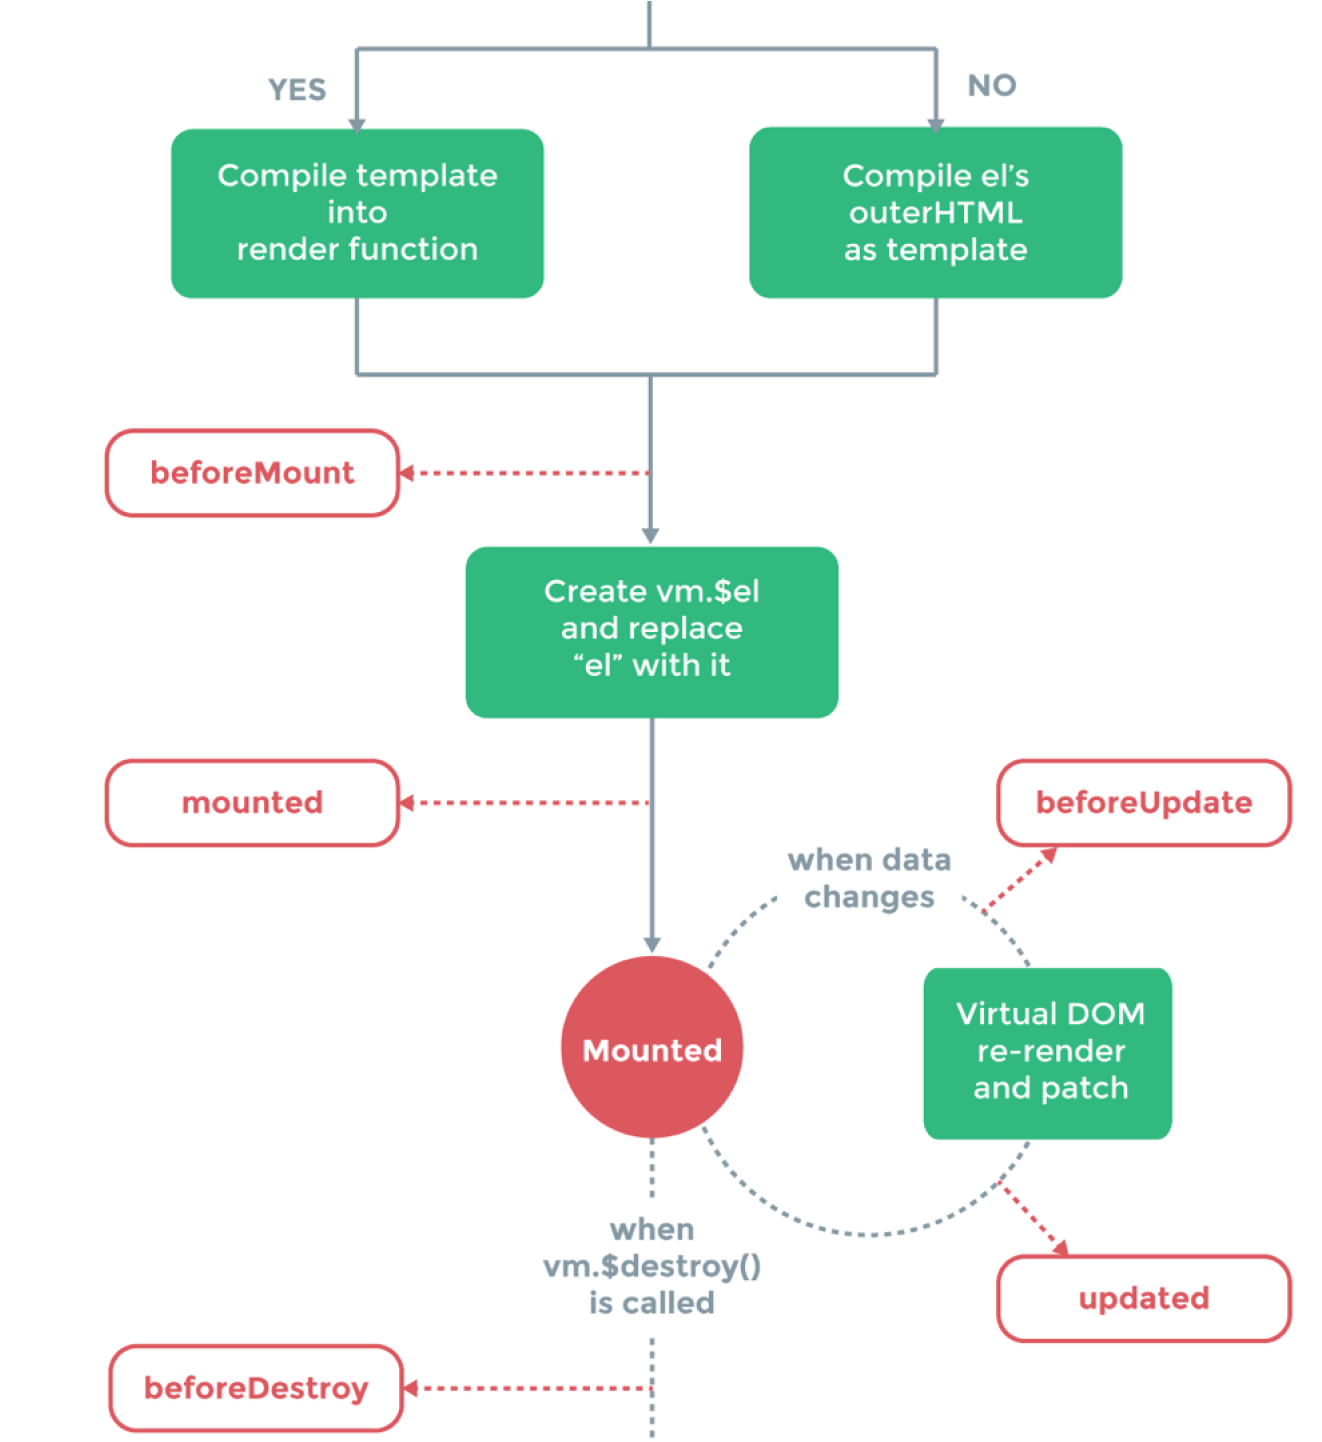 YES
NO
Compile template
into
render function
Compile el’s
outerHTML
as template
beforeMount
Create vm.$el
and replace
“el” with it
mounted
beforeUpdate
when data
changes
Mounted
Virtual DOM
re-render
and patch
when
vm.$destroy()
is called
updated
beforeDestroy